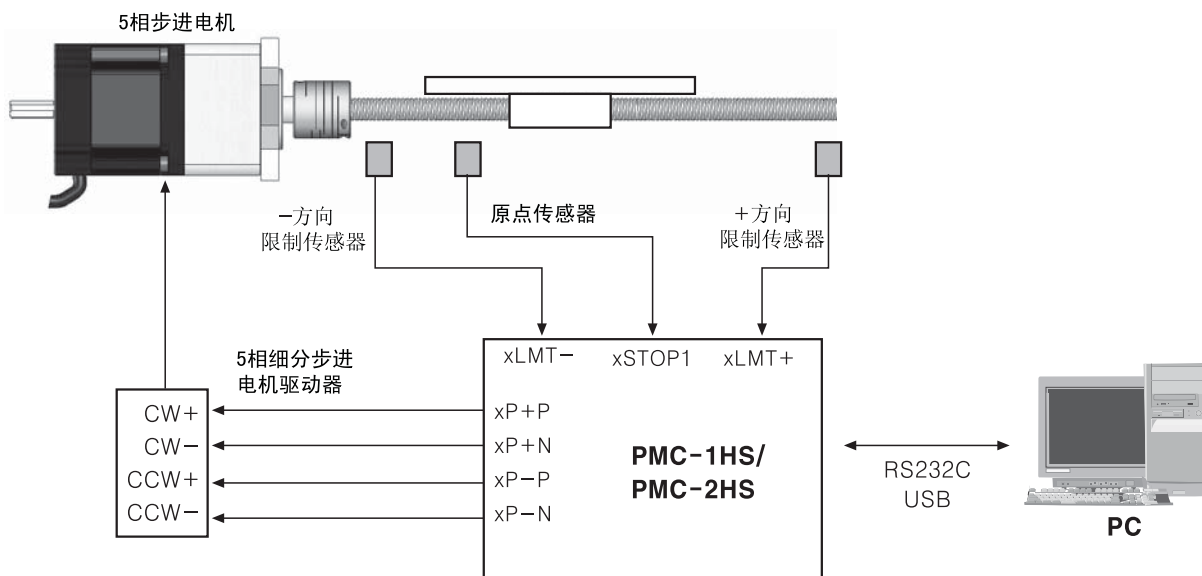 5相步进电机
－方向
限制传感器
原点传感器
＋方向
限制传感器
xLMT－
xSTOP1
xLMT+
5相细分步进
电机驱动器
CW+
CW-
CCW+
CCW-
xP+P
xP+N
xP-P
xP-N
PMC-1HS/
PMC-2HS
RS232C
USB
PC